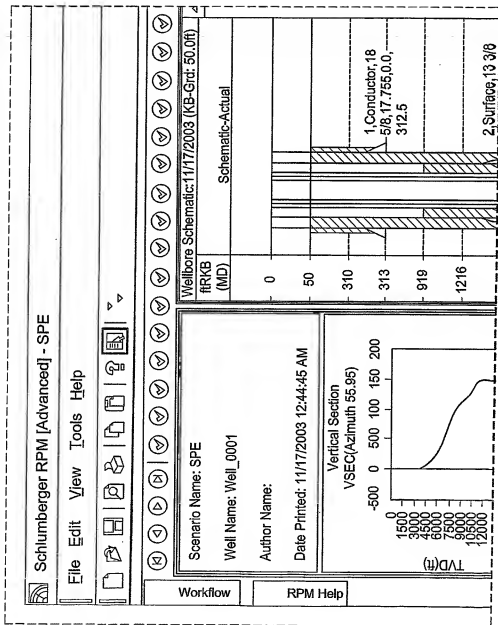 Schlumberger RPM [Advanced] - SPE
File Edit View Tools Help
Workflow
RPM Help
Scenario Name: SPE
Well Name: Well_0001
Author Name:
Date Printed: 11/17/2003 12:44:45 AM
Vertical Section
VSEC(Azimuth 55.95)
-500 0 500 100 150 200
TVD(ft)
1500
3000
4500
6000
7500
9000
10500
12000
Wellbore Schematic:11/17/2003 (KB-Grd: 50.0ft)
ftRKB
(MD)
Schematic-Actual
0
50
310
313
919
1216
1,Conductor,18
5/8,17.755,0.0,
312.5
2,Surface,13 3/8